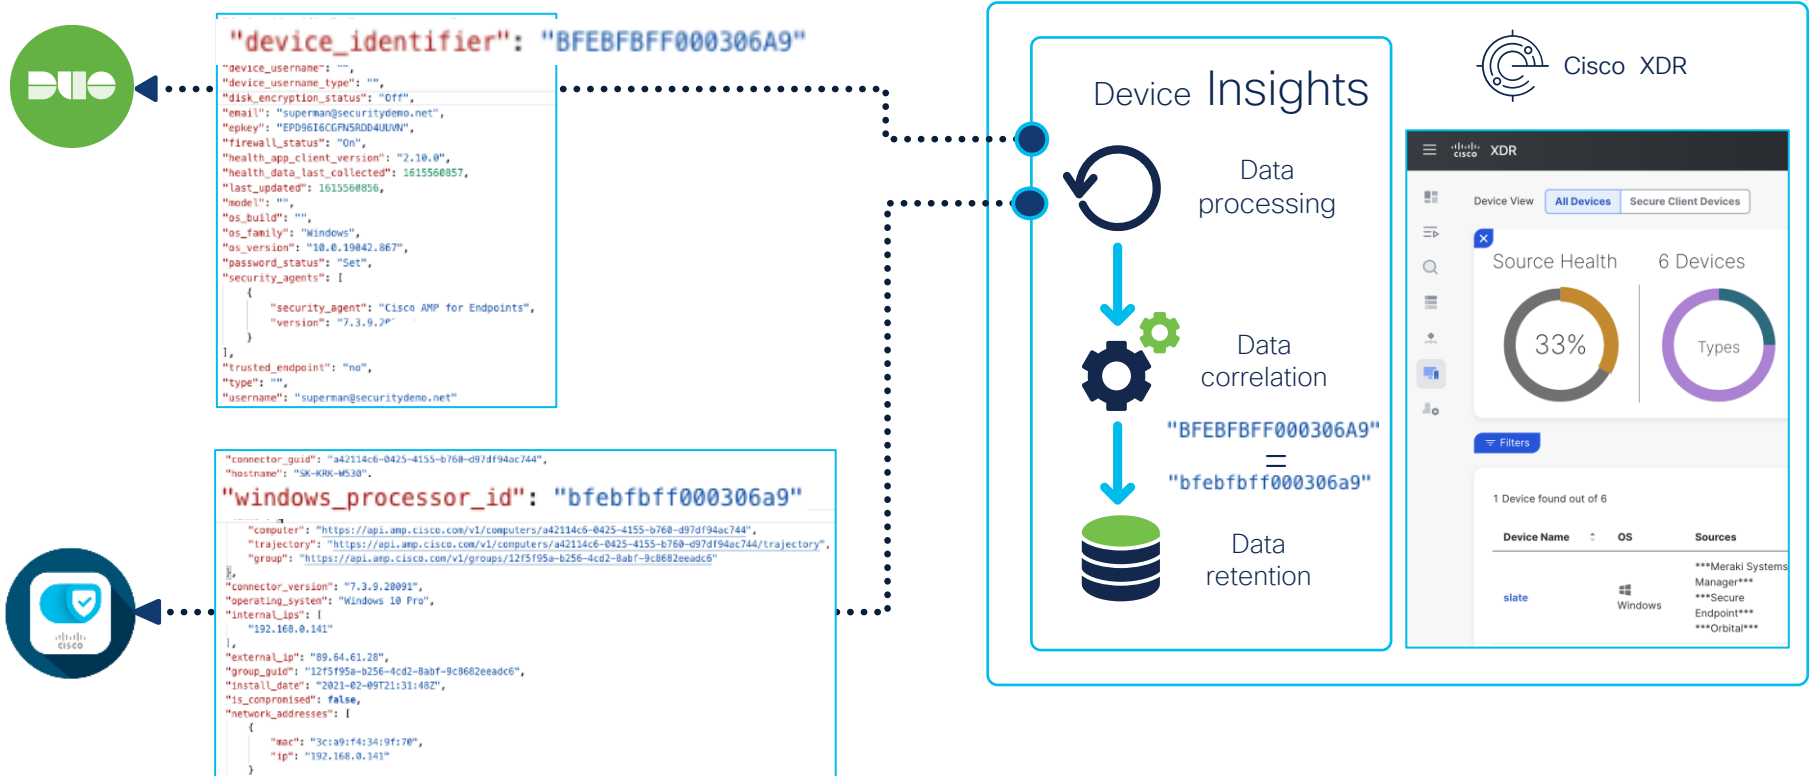 DUO
"device_identifier": "BFEBFBFF000306A9"
"device_username": "",
"device_username_type": "",
"disk_encryption_status": "Off",
"email": "superman@securitydemo.net",
"epkey": "EPD96I6CGFN5RDD4UUVN",
"firewall_status": "On",
"health_app_client_version": "2.10.0",
"health_data_last_collected": 1615560857,
"last_updated": 1615560856,
"model": "",
"os_build": "",
"os_family": "Windows",
"os_version": "10.0.19042.867",
"password_status": "Set",
"security_agents": [
{
"security_agent": "Cisco AMP for Endpoints",
"version": "7.3.9.20
}
],
"trusted_endpoint": "no",
"type": "",
"username": "superman@securitydemo.net"
"connector_guid": "a42114c6-0425-4155-b760-d97df94ac744",
"hostname": "SK-KRK-W530",
"windows_processor_id": "bfebfbff000306a9"
"computer": "https://api.amp.cisco.com/v1/computers/a42114c6-0425-4155-b760-d97df94ac744",
"trajectory": "https://api.amp.cisco.com/v1/computers/a42114c6-0425-4155-b760-d97df94ac744/trajectory",
"group": "https://api.amp.cisco.com/v1/groups/12f5f95a-b256-4cd2-8abf-9c8682eeadc6"
},
"connector_version": "7.3.9.20091",
"operating_system": "Windows 10 Pro",
"internal_ips": [
"192.168.0.141"
],
"external_ip": "89.64.61.28",
"group_guid": "12f5f95a-b256-4cd2-8abf-9c8682eeadc6",
"install_date": "2021-02-09T21:31:48Z",
"is_compromised": false,
"network_addresses": [
{
"mac": "3c:a9:f4:34:9f:70",
"ip": "192.168.0.141"
}
CISCO
Device Insights
Data
processing
Data
correlation
"BFEBFBFF000306A9"
=
"bfebfbff000306a9"
Data
retention
Cisco XDR
CISCO XDR
Device View All Devices Secure Client Devices
Source Health 6 Devices
33% Types
Filters
1 Device found out of 6
Device Name OS Sources
slate
Windows
***Meraki Systems
Manager***
***Secure
Endpoint***
***Orbital***